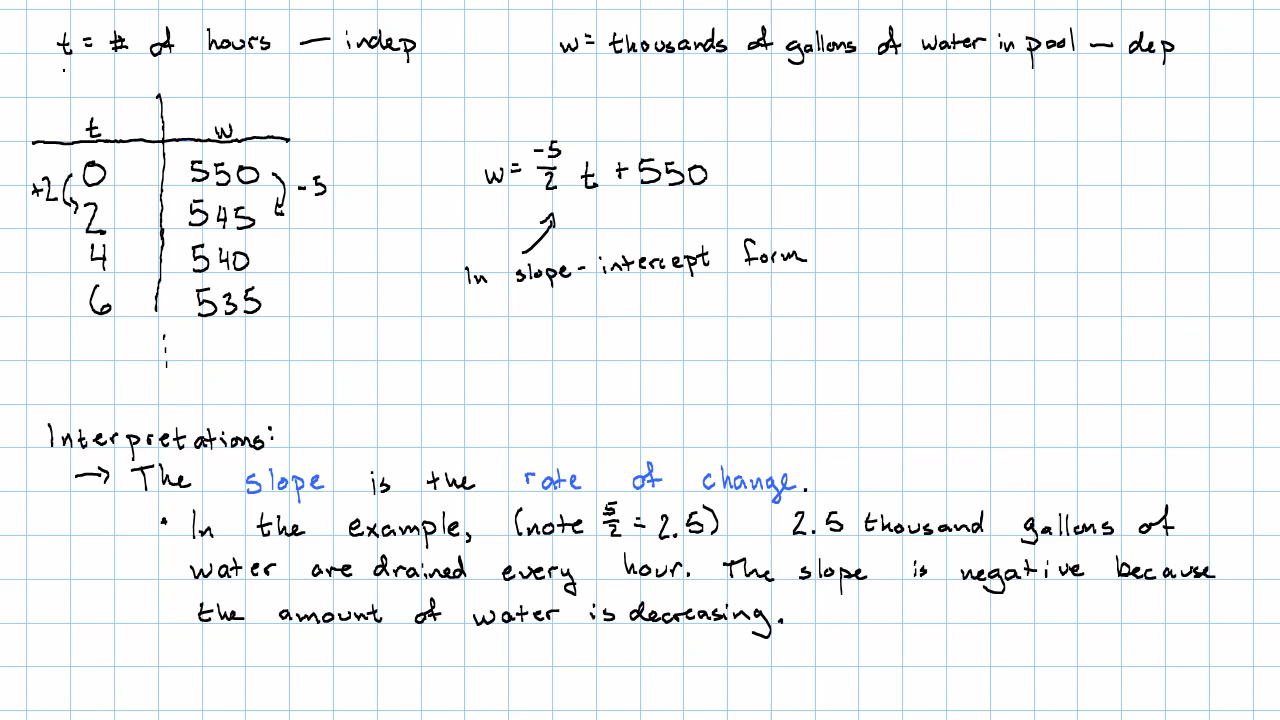 t = # of hours — indep
w = thousands of gallons of water in pool — dep
t w
0 550
+2 -5
2 545
4 540
6 535
⋮
w = -5/2 t + 550
In slope-intercept form
Interpretations:
→ The slope is the rate of change.
• In the example, (note 5/2 = 2.5) 2.5 thousand gallons of
water are drained every hour. The slope is negative because
the amount of water is decreasing.